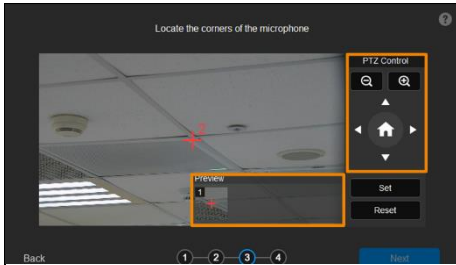 Locate the corners of the microphone
?
PTZ Control
2
Preview
1
Set
Reset
Back
1 2 3 4
Next